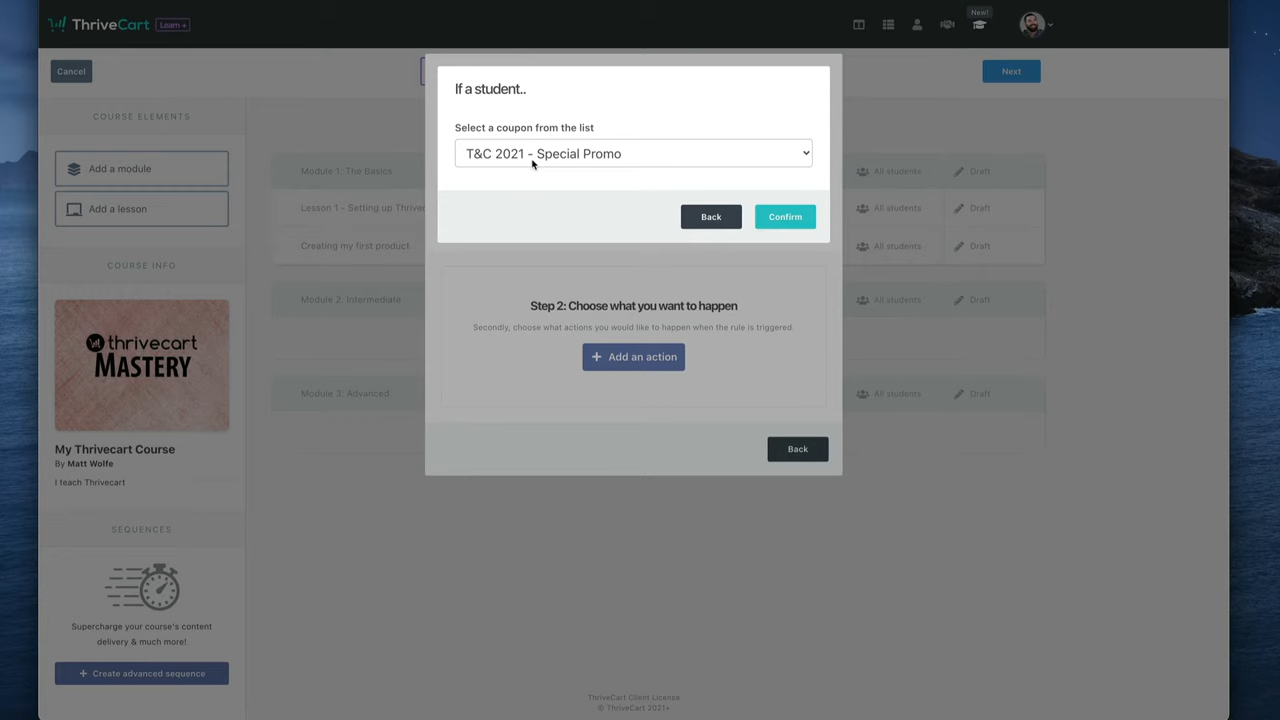 ThriveCart Learn +
New!
Cancel
Next
COURSE ELEMENTS
Add a module
Add a lesson
COURSE INFO
thrivecart
MASTERY
My Thrivecart Course
By Matt Wolfe
I teach Thrivecart
SEQUENCES
Supercharge your course's content
delivery & much more!
+ Create advanced sequence
If a student..
Select a coupon from the list
T&C 2021 - Special Promo
Back
Confirm
Step 2: Choose what you want to happen
Secondly, choose what actions you would like to happen when the rule is triggered.
+ Add an action
Back
Module 1: The Basics
All students
Draft
Lesson 1 - Setting up Thrivec
All students
Draft
Creating my first product
All students
Draft
Module 2: Intermediate
All students
Draft
Module 3: Advanced
All students
Draft
ThriveCart Client License
© ThriveCart 2021+